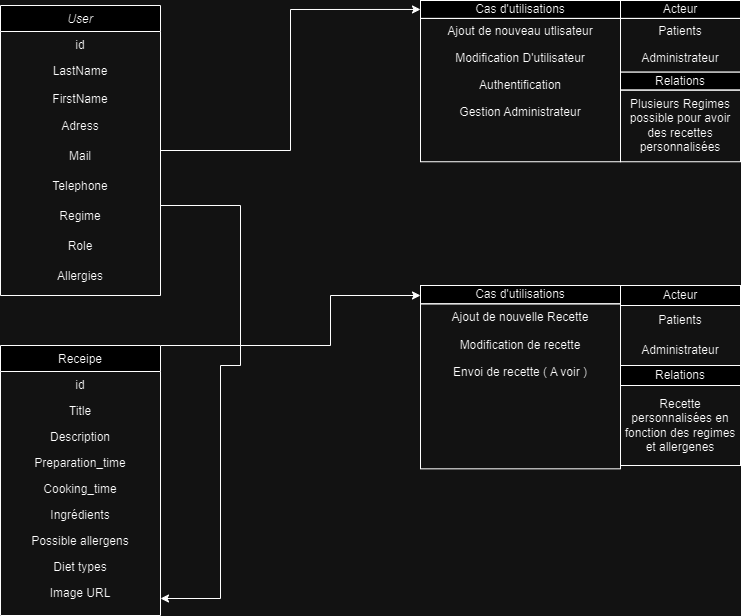 User
id
LastName
FirstName
Adress
Mail
Telephone
Regime
Role
Allergies
Cas d'utilisations
Ajout de nouveau utlisateur
Modification D'utilisateur
Authentification
Gestion Administrateur
Acteur
Patients
Administrateur
Relations
Plusieurs Regimes
possible pour avoir
des recettes
personnalisées
Receipe
id
Title
Description
Preparation_time
Cooking_time
Ingrédients
Possible allergens
Diet types
Image URL
Cas d'utilisations
Ajout de nouvelle Recette
Modification de recette
Envoi de recette ( A voir )
Acteur
Patients
Administrateur
Relations
Recette
personnalisées en
fonction des regimes
et allergenes